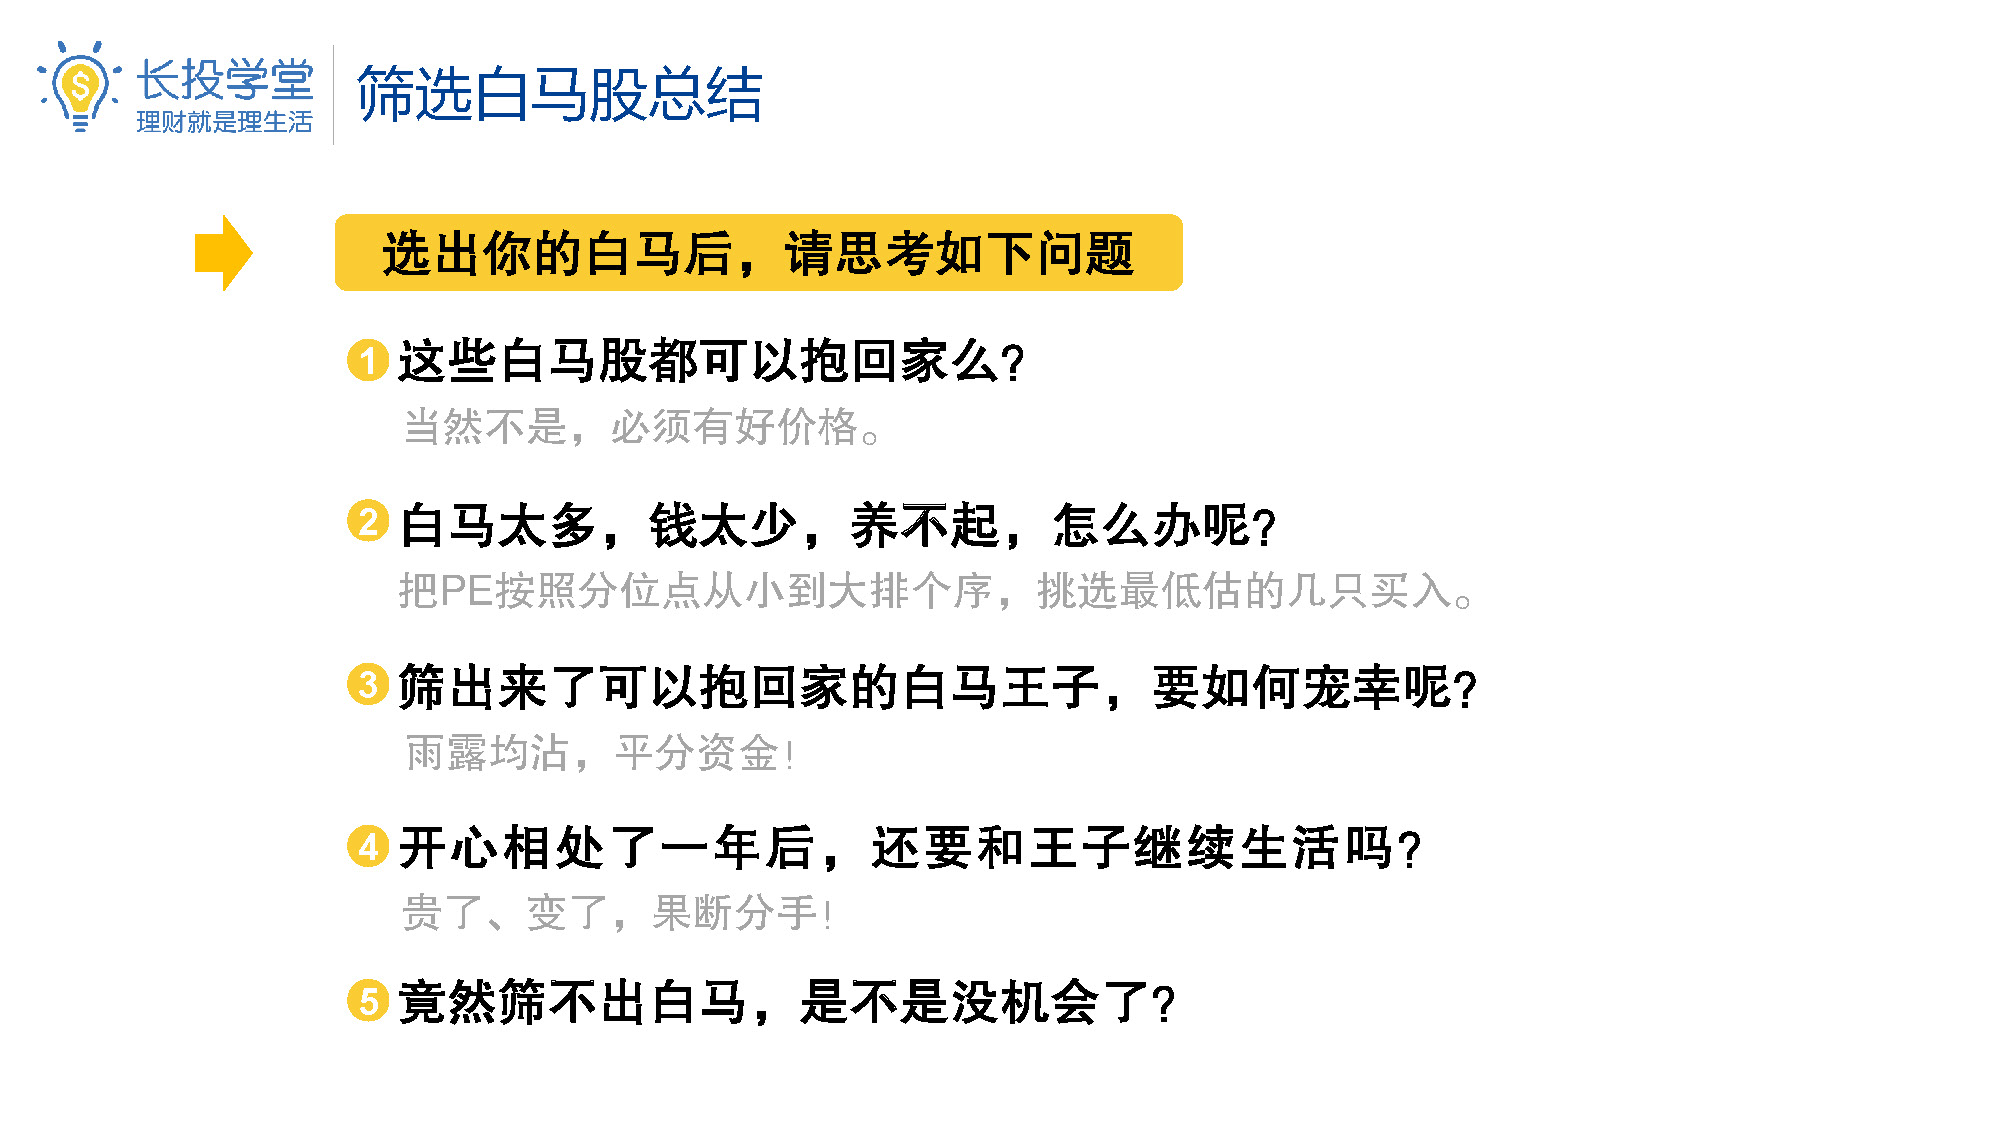 长投学堂
理财就是理生活
筛选白马股总结
选出你的白马后，请思考如下问题
1 这些白马股都可以抱回家么?
当然不是，必须有好价格。
2 白马太多，钱太少，养不起，怎么办呢?
把PE按照分位点从小到大排个序，挑选最低估的几只买入。
3 筛出来了可以抱回家的白马王子，要如何宠幸呢?
雨露均沾，平分资金!
4 开心相处了一年后，还要和王子继续生活吗?
贵了、变了，果断分手!
5 竟然筛不出白马，是不是没机会了?